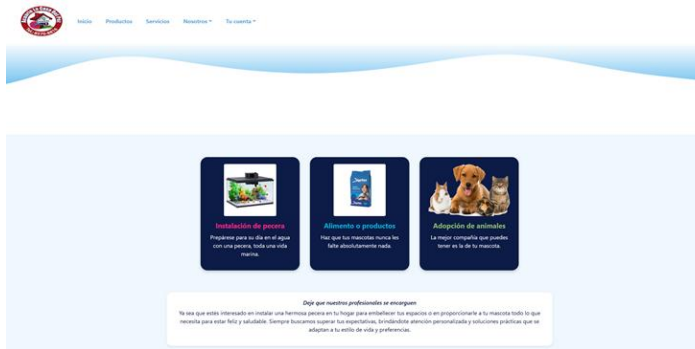 Inicio
Productos
Servicios
Nosotros
Tu cuenta
Instalación de pecera
Prepárese para su día en el agua
con una pecera, toda una vida
marina.
Alimento o productos
Haz que tus mascotas nunca les
falte absolutamente nada.
Adopción de animales
La mejor compañía que puedes
tener es la de tu mascota.
Deje que nuestros profesionales se encarguen
Ya sea que estés interesado en instalar una hermosa pecera en tu hogar para embellecer tus espacios o en proporcionarle a tu mascota todo lo que
necesita para estar feliz y saludable. Siempre buscamos superar tus expectativas, brindándote atención personalizada y soluciones prácticas que se
adaptan a tu estilo de vida y preferencias.